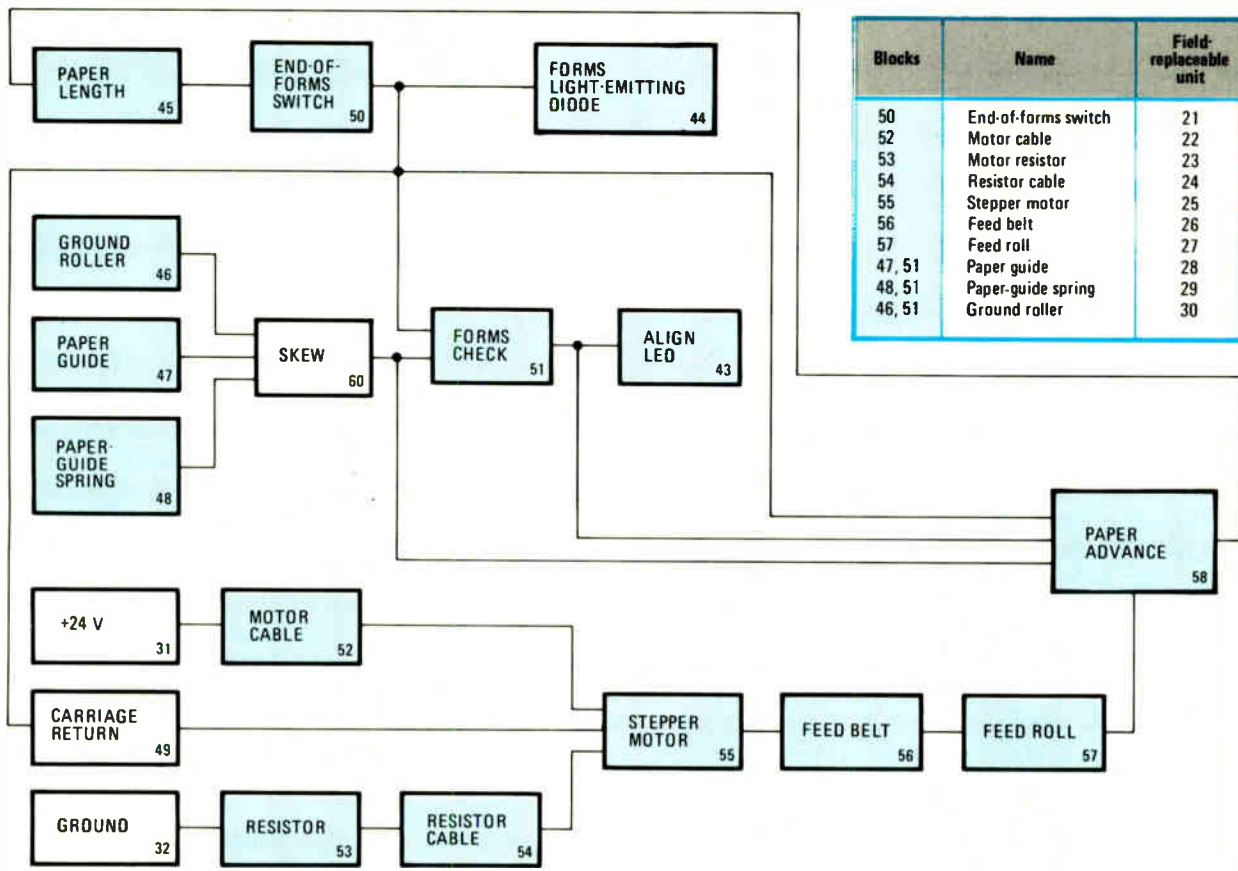 PAPER
LENGTH
45
END-OF-
FORMS
SWITCH
50
FORMS
LIGHT-EMITTING
DIODE
44
Blocks Name Field-
replaceable
unit
50 End-of-forms switch 21
52 Motor cable 22
53 Motor resistor 23
54 Resistor cable 24
55 Stepper motor 25
56 Feed belt 26
57 Feed roll 27
47, 51 Paper guide 28
48, 51 Paper-guide spring 29
46, 51 Ground roller 30
GROUND
ROLLER
46
PAPER
GUIDE
47
PAPER-
GUIDE
SPRING
48
SKEW
60
FORMS
CHECK
51
ALIGN
LED
43
PAPER
ADVANCE
58
+24 V
31
MOTOR
CABLE
52
CARRIAGE
RETURN
49
STEPPER
MOTOR
55
FEED BELT
56
FEED ROLL
57
GROUND
32
RESISTOR
53
RESISTOR
CABLE
54